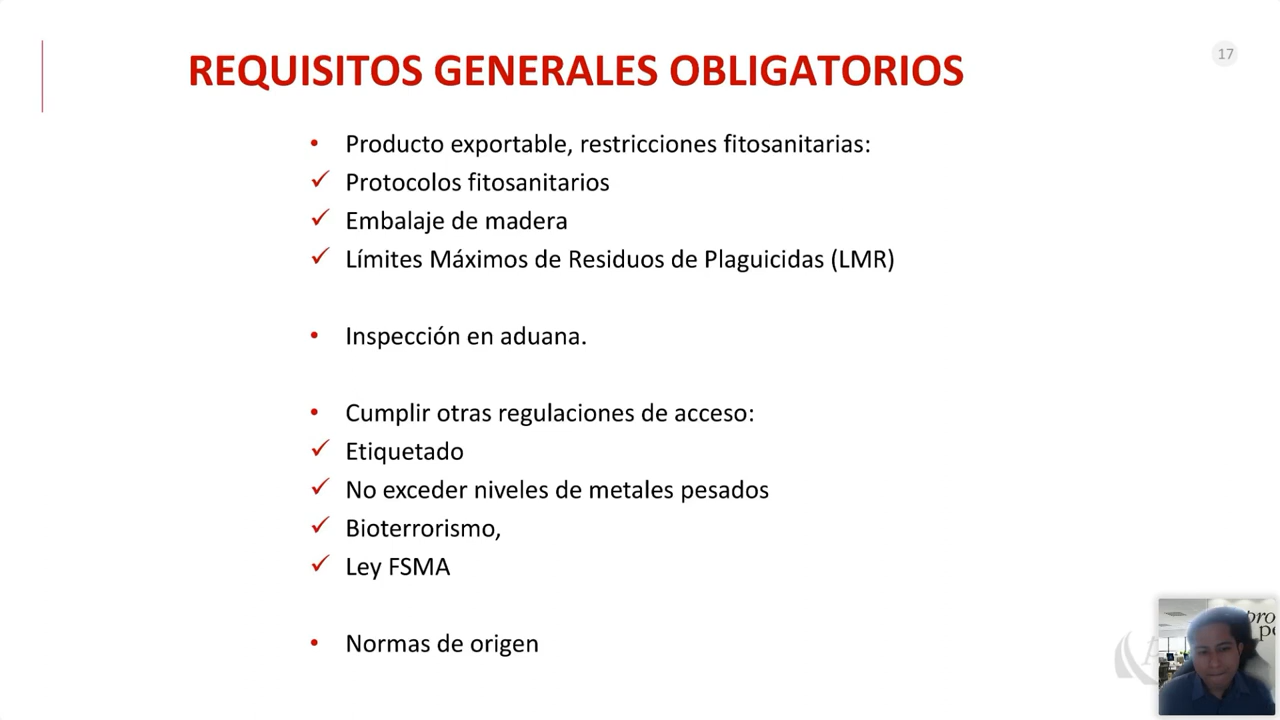 17
REQUISITOS GENERALES OBLIGATORIOS
• Producto exportable, restricciones fitosanitarias:
✓ Protocolos fitosanitarios
✓ Embalaje de madera
✓ Límites Máximos de Residuos de Plaguicidas (LMR)
• Inspección en aduana.
• Cumplir otras regulaciones de acceso:
✓ Etiquetado
✓ No exceder niveles de metales pesados
✓ Bioterrorismo,
✓ Ley FSMA
• Normas de origen
pro